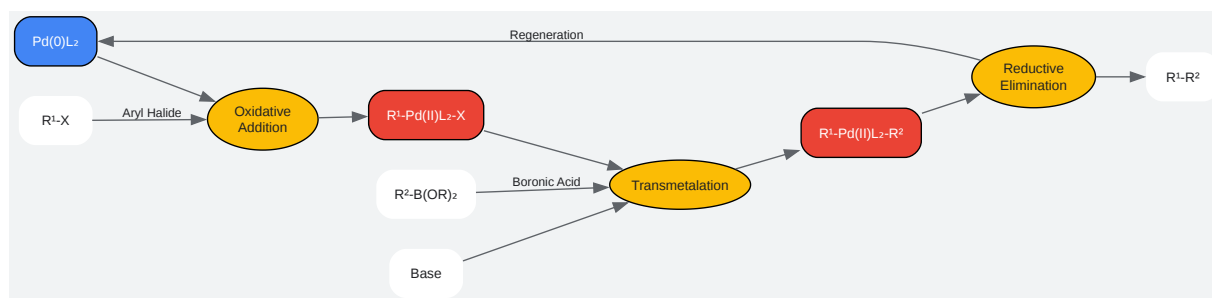 Pd(0)L₂
Regeneration
R¹-X
Aryl Halide
Oxidative
Addition
R¹-Pd(II)L₂-X
R²-B(OR)₂
Boronic Acid
Base
Transmetalation
R¹-Pd(II)L₂-R²
Reductive
Elimination
R¹-R²